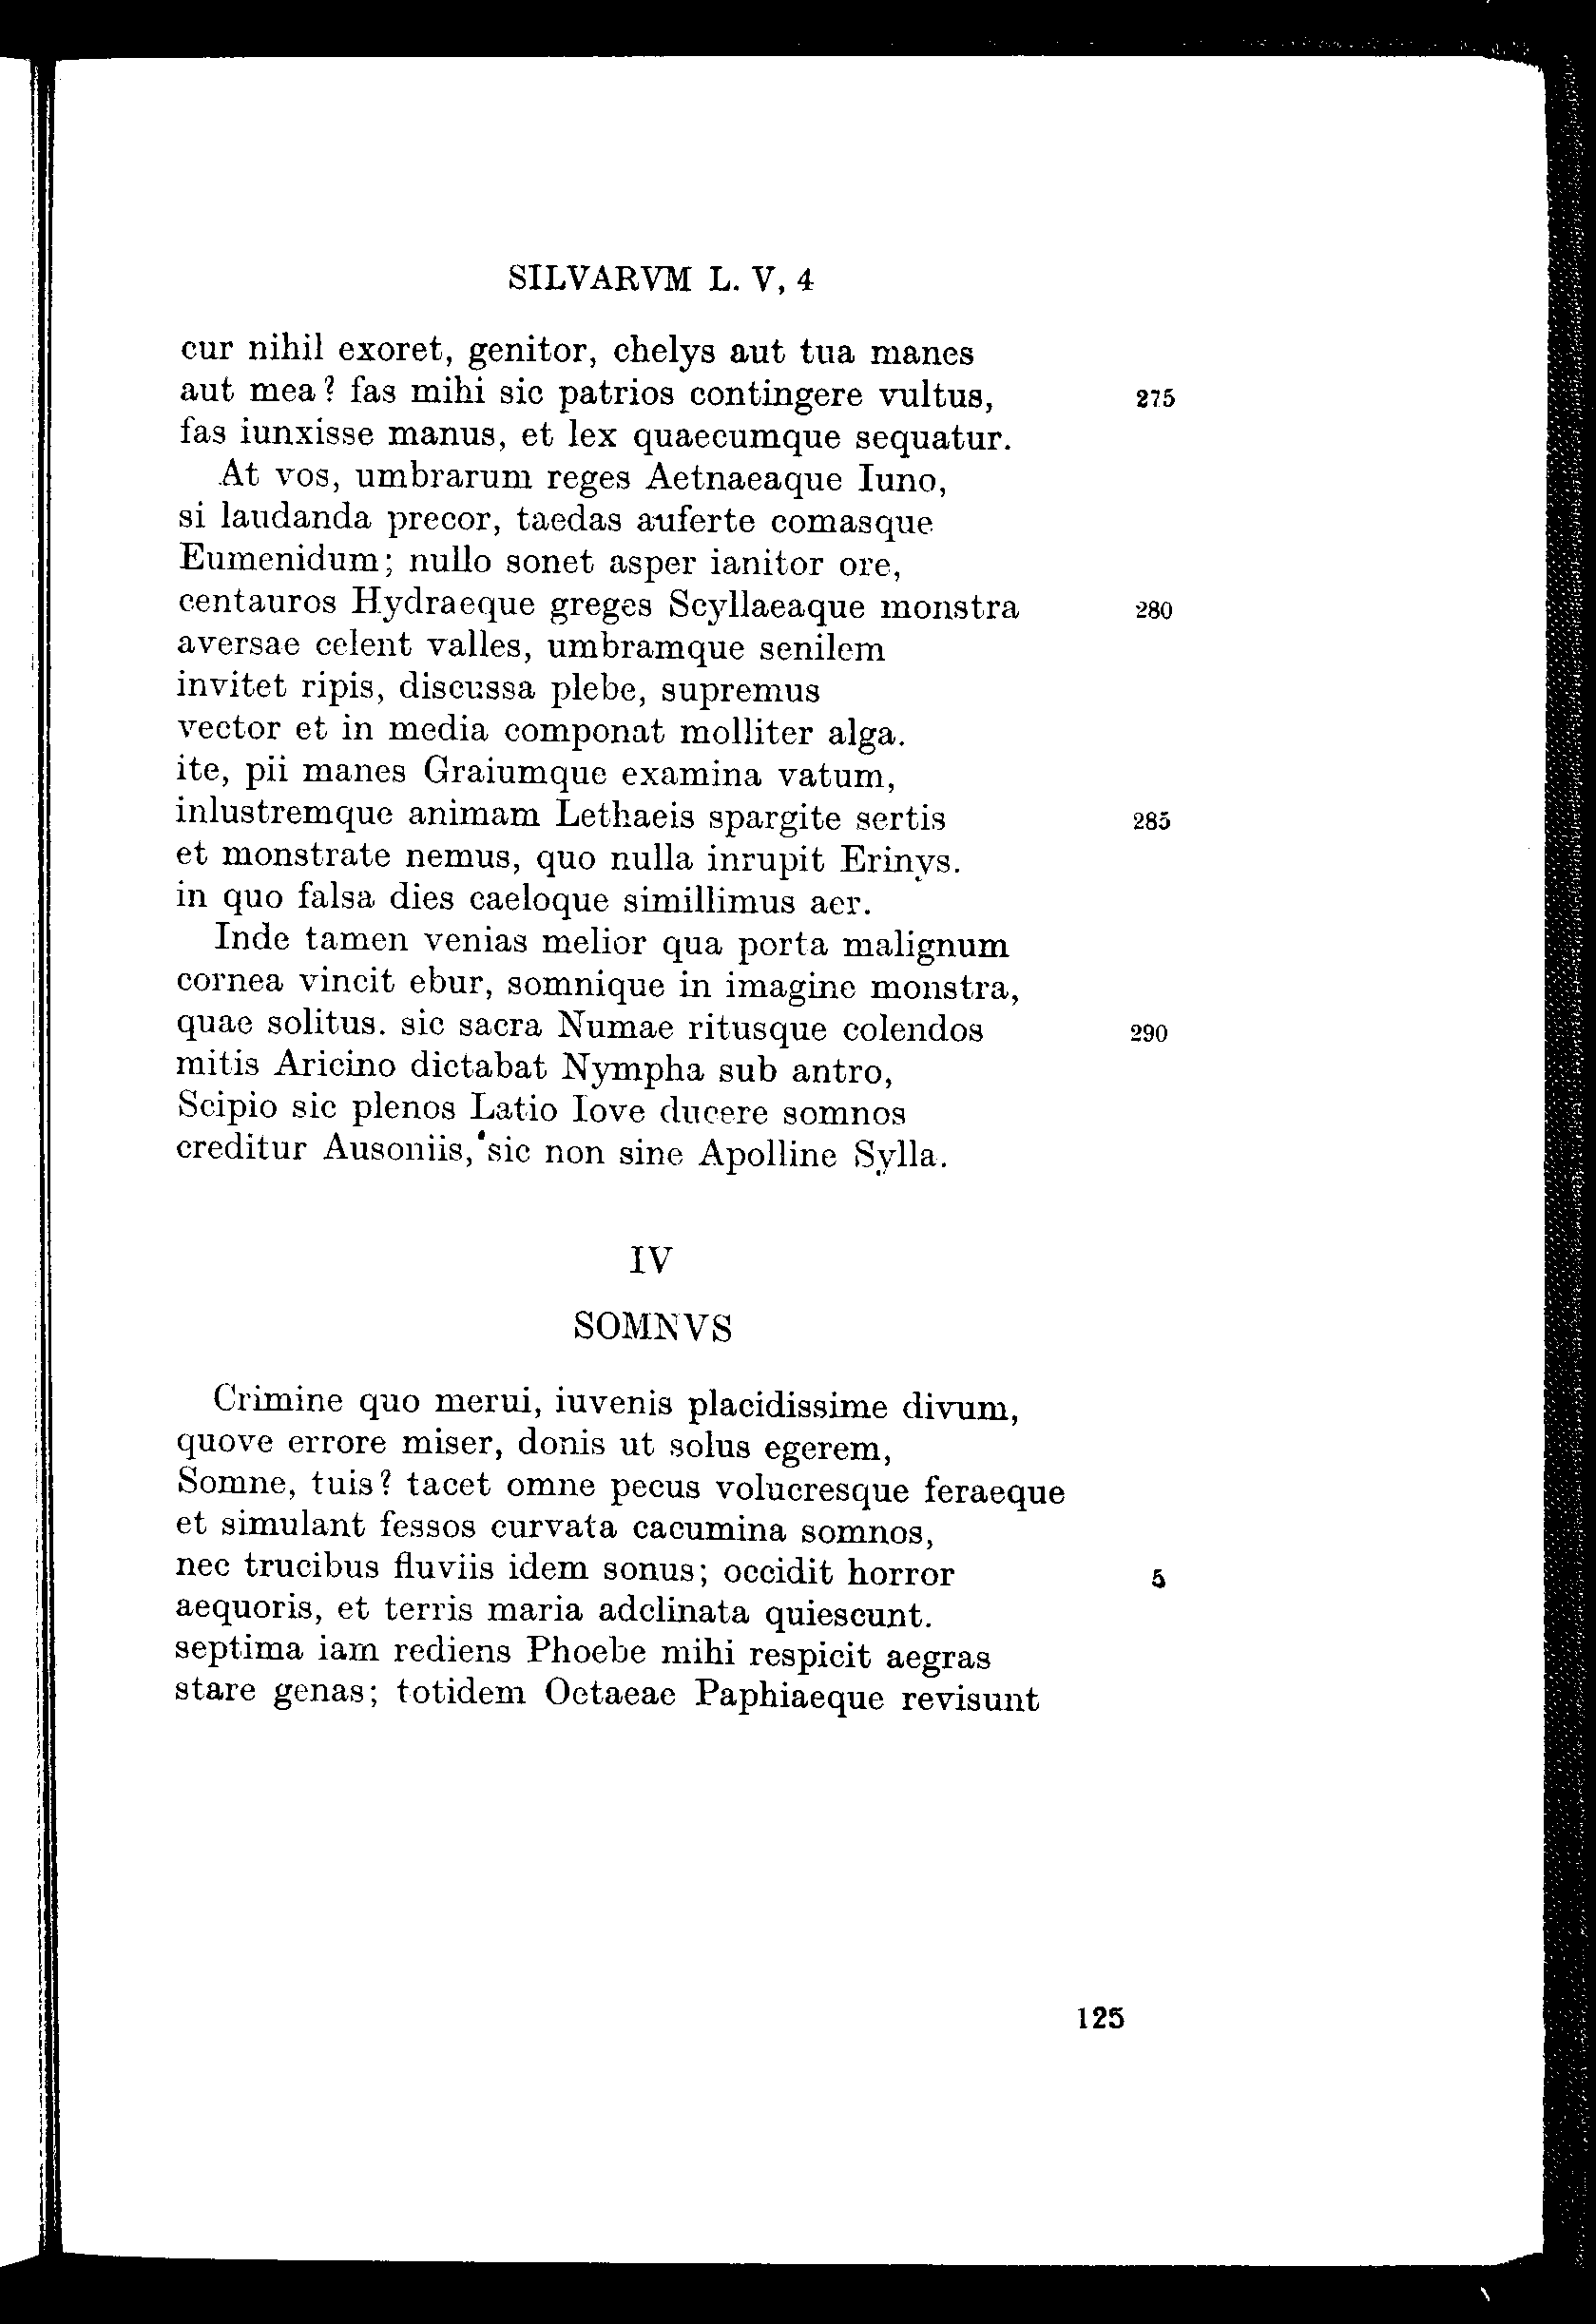 SILVARVM L. V, 4
cur nihil exoret, genitor, chelys aut tua manes
aut mea? fas mihi sic patrios contingere vultus, 275
fas iunxisse manus, et lex quaecumque sequatur.
At vos, umbrarum reges Aetnaeaque Iuno,
si laudanda precor, taedas auferte comasque
Eumenidum; nullo sonet asper ianitor ore,
centauros Hydraeque greges Scyllaeaque monstra 280
aversae celent valles, umbramque senilem
invitet ripis, discussa plebe, supremus
vector et in media componat molliter alga.
ite, pii manes Graiumque examina vatum,
inlustremque animam Lethaeis spargite sertis 285
et monstrate nemus, quo nulla inrupit Erinys.
in quo falsa dies caeloque simillimus aer.
Inde tamen venias melior qua porta malignum
cornea vincit ebur, somnique in imagine monstra,
quae solitus. sic sacra Numae ritusque colendos 290
mitis Aricino dictabat Nympha sub antro,
Scipio sic plenos Latio Iove ducere somnos
creditur Ausoniis, sic non sine Apolline Sylla.
IV
SOMNVS
Crimine quo merui, iuvenis placidissime divum,
quove errore miser, donis ut solus egerem,
Somne, tuis? tacet omne pecus volucresque feraeque
et simulant fessos curvata cacumina somnos,
nec trucibus fluviis idem sonus; occidit horror 5
aequoris, et terris maria adclinata quiescunt.
septima iam rediens Phoebe mihi respicit aegras
stare genas; totidem Oetaeae Paphiaeque revisunt
125